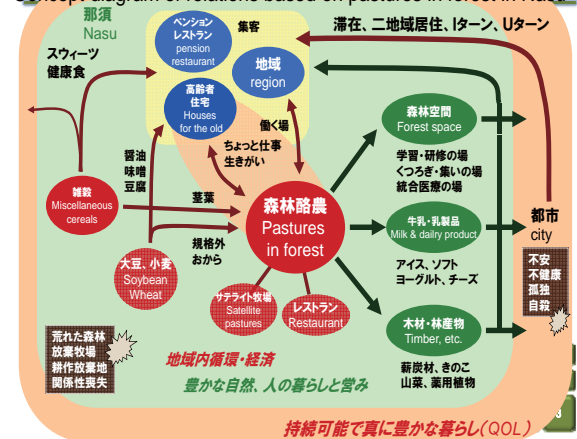 Concept diagram of relations based on pastures in forest in Nasu
那須
Nasu
ペンション
レストラン
pension
restaurant
集客
滞在、二地域居住、Iターン、Uターン
スウィーツ
健康食
地域
region
高齢者
住宅
Houses
for the old
働く場
ちょっと仕事
生きがい
森林空間
Forest space
学習・研修の場
くつろぎ・集いの場
統合医療の場
醤油
味噌
豆腐
雑穀
Miscellaneous
cereals
茎葉
森林酪農
Pastures
in forest
牛乳・乳製品
Milk & dailry product
アイス、ソフト
ヨーグルト、チーズ
都市
city
規格外
おから
大豆、小麦
Soybean
Wheat
不安
不健康
孤独
自殺
サテライト牧場
Satellite
pastures
レストラン
Restaurant
木材・林産物
Timber, etc.
薪炭材、きのこ
山菜、薬用植物
荒れた森林
放棄牧場
耕作放棄地
関係性喪失
地域内循環・経済
豊かな自然、人の暮らしと営み
持続可能で真に豊かな暮らし(QOL)